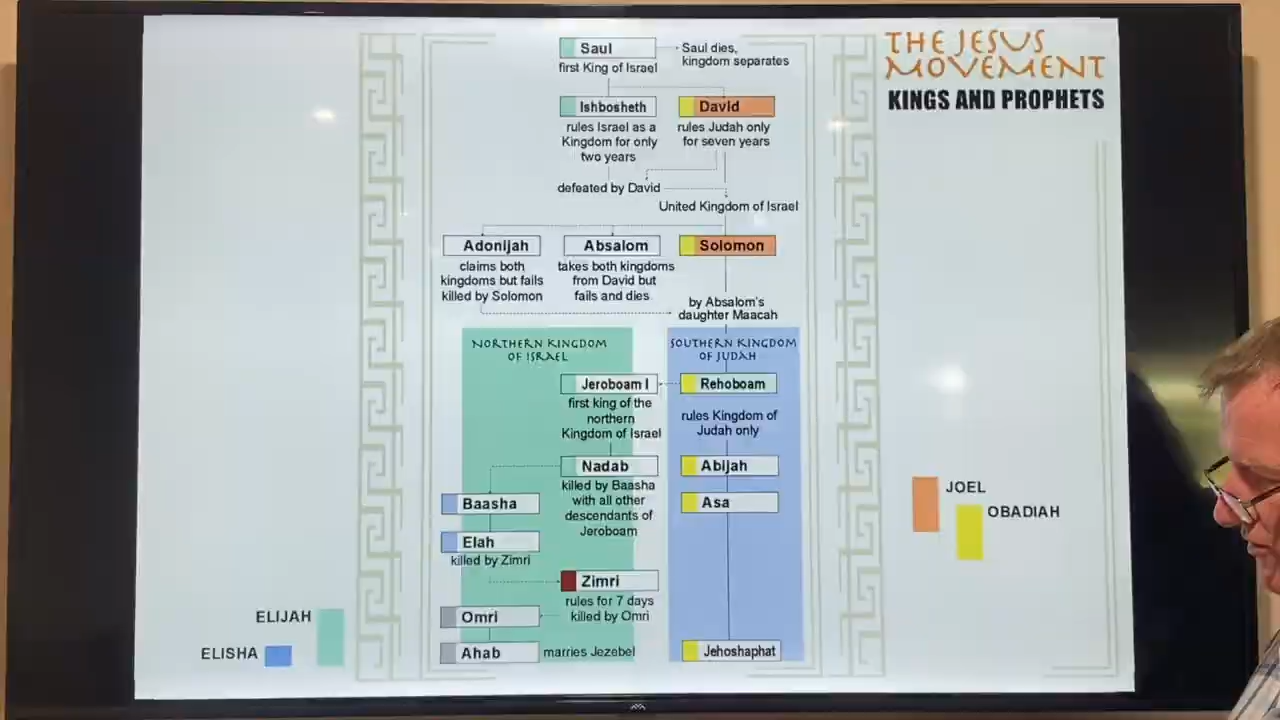 THE JESUS
MOVEMENT
KINGS AND PROPHETS
Saul
first King of Israel
Saul dies,
kingdom separates
Ishbosheth
rules Israel as a
Kingdom for only
two years
David
rules Judah only
for seven years
defeated by David
United Kingdom of Israel
Adonijah
claims both
kingdoms but fails
killed by Solomon
Absalom
takes both kingdoms
from David but
fails and dies
Solomon
by Absalom's
daughter Maacah
NORTHERN KINGDOM
OF ISRAEL
SOUTHERN KINGDOM
OF JUDAH
Jeroboam I
first king of the
northern
Kingdom of Israel
Rehoboam
rules Kingdom of
Judah only
Nadab
killed by Baasha
with all other
descendants of
Jeroboam
Abijah
Asa
Baasha
Elah
killed by Zimri
Zimri
rules for 7 days
killed by Omri
Omri
Ahab
marries Jezebel
Jehoshaphat
JOEL
OBADIAH
ELIJAH
ELISHA